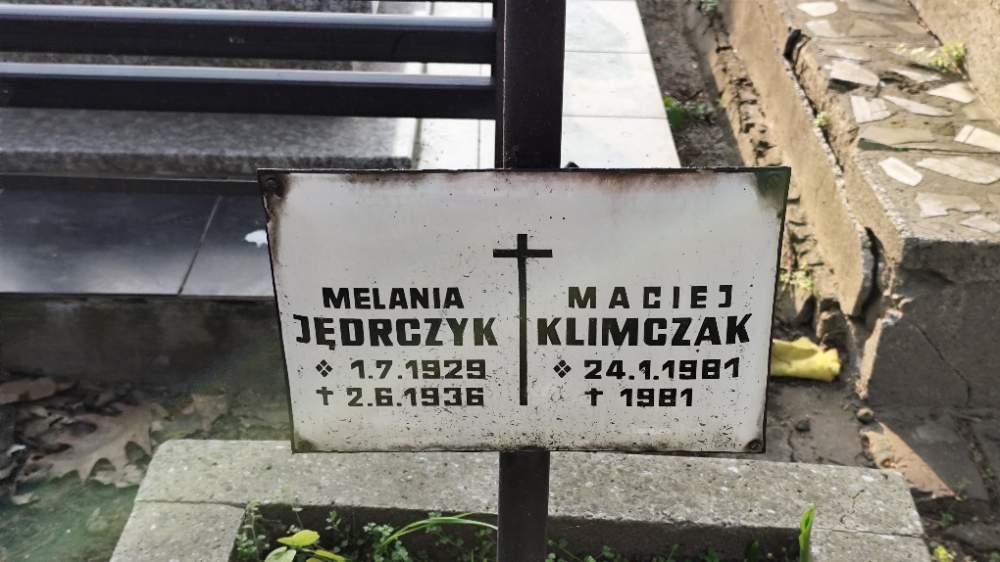 MELANIA
JĘDRCZYK
❖ 1.7.1929
✝ 2.6.1936
MACIEJ
KLIMCZAK
❖ 24.1.1981
✝ 1981